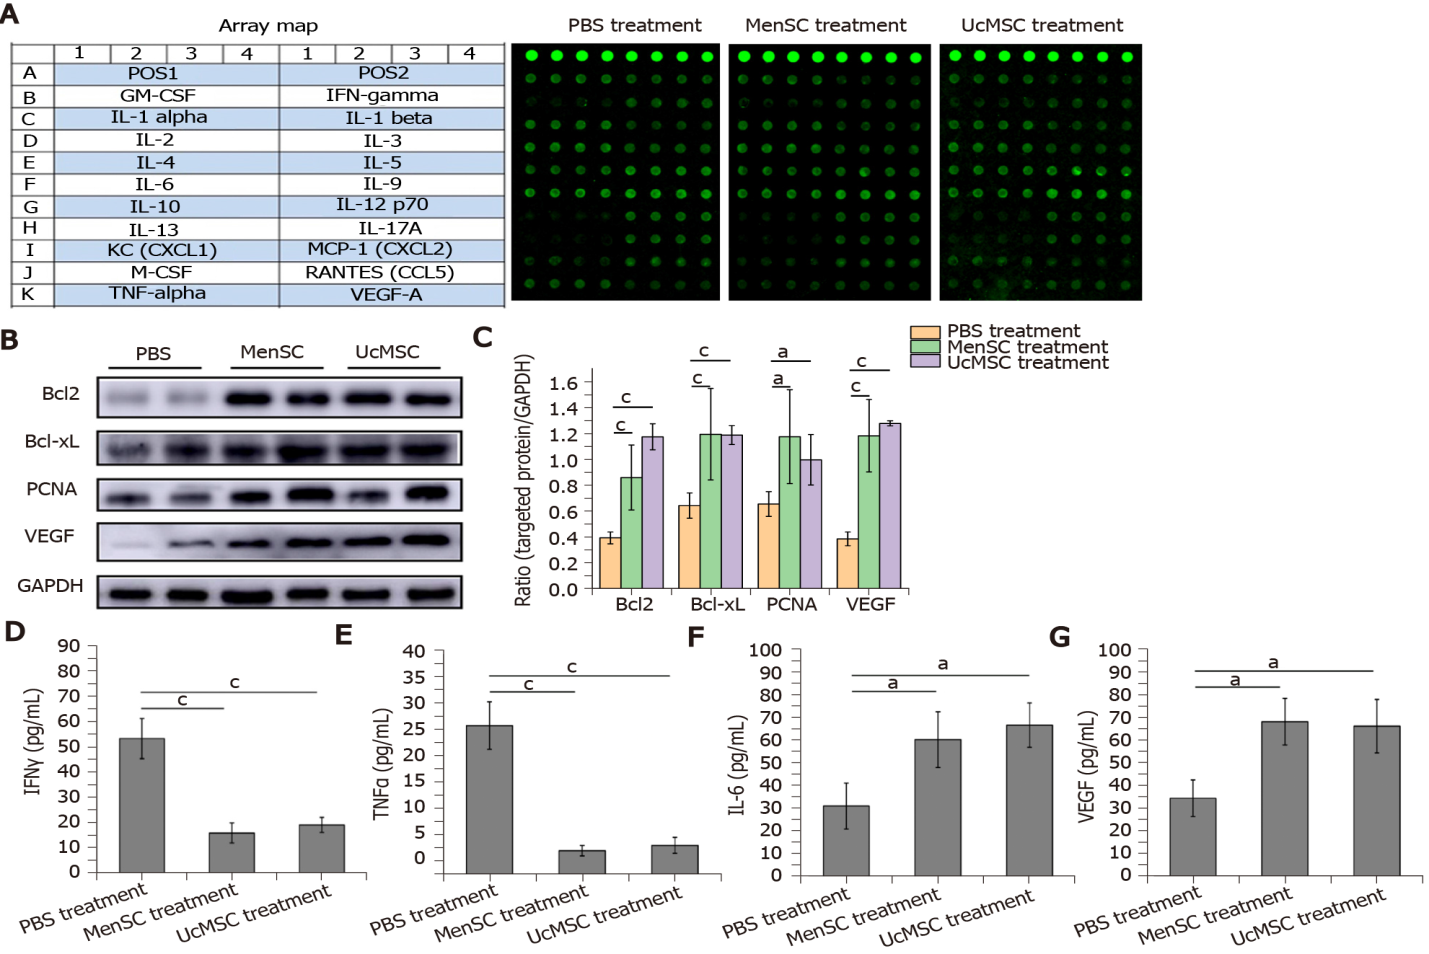 A
Array map
PBS treatment MenSC treatment UcMSC treatment
1 2 3 4 1 2 3 4
A POS1 POS2
B GM-CSF IFN-gamma
C IL-1 alpha IL-1 beta
D IL-2 IL-3
E IL-4 IL-5
F IL-6 IL-9
G IL-10 IL-12 p70
H IL-13 IL-17A
I KC (CXCL1) MCP-1 (CXCL2)
J M-CSF RANTES (CCL5)
K TNF-alpha VEGF-A
B
PBS MenSC UcMSC
Bcl2
Bcl-xL
PCNA
VEGF
GAPDH
C
PBS treatment
MenSC treatment
UcMSC treatment
Ratio (targeted protein/GAPDH)
1.6
1.4
1.2
1.0
0.8
0.6
0.4
0.2
0.0
c
c
c
c
a
a
c
c
Bcl2 Bcl-xL PCNA VEGF
D
IFNγ (pg/mL)
90
80
70
60
50
40
30
20
10
0
c
c
PBS treatment
MenSC treatment
UcMSC treatment
E
TNFα (pg/mL)
40
35
30
25
20
15
10
5
0
c
c
PBS treatment
MenSC treatment
UcMSC treatment
F
IL-6 (pg/mL)
100
90
80
70
60
50
40
30
20
10
0
a
a
PBS treatment
MenSC treatment
UcMSC treatment
G
VEGF (pg/mL)
100
90
80
70
60
50
40
30
20
10
0
a
a
PBS treatment
MenSC treatment
UcMSC treatment